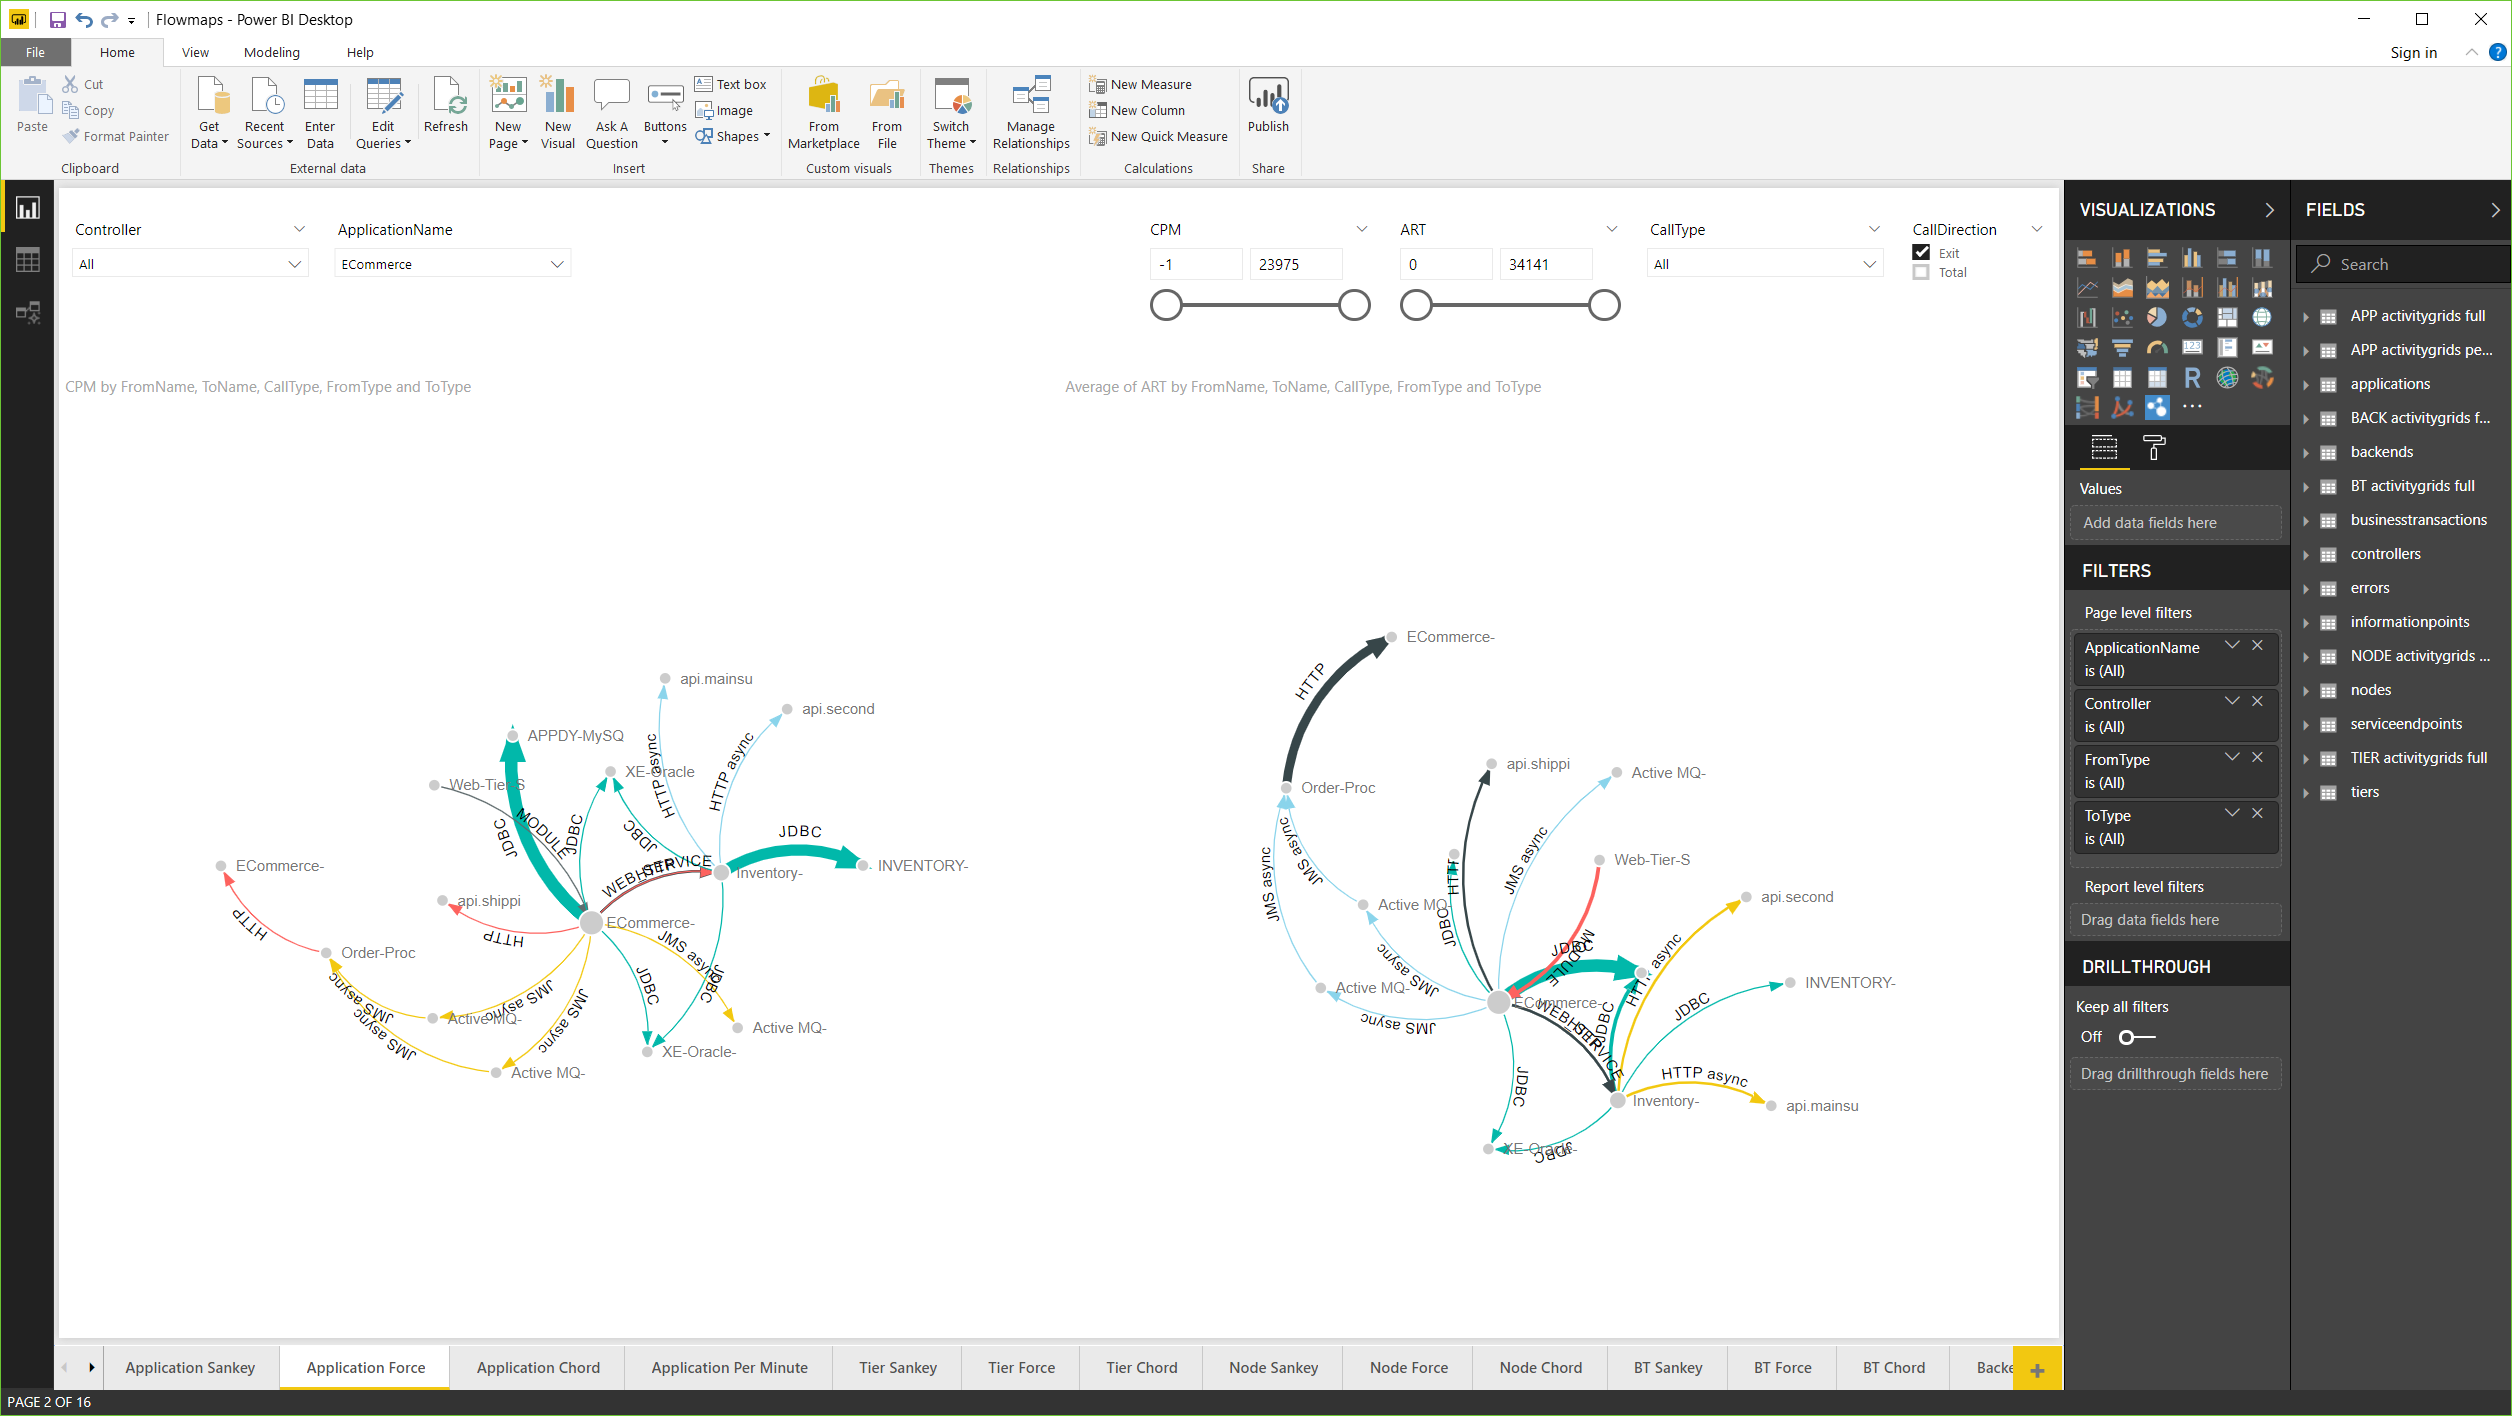 Flowmaps - Power BI Desktop
File
Home
View
Modeling
Help
Sign in
Paste
Cut
Copy
Format Painter
Clipboard
Get Data
Recent Sources
Enter Data
Edit Queries
Refresh
External data
New Page
New Visual
Ask A Question
Buttons
Text box
Image
Shapes
Insert
From Marketplace
From File
Custom visuals
Switch Theme
Themes
Manage Relationships
Relationships
New Measure
New Column
New Quick Measure
Calculations
Publish
Share
Controller
All
ApplicationName
ECommerce
CPM
-1
23975
ART
0
34141
CallType
All
CallDirection
Exit
Total
CPM by FromName, ToName, CallType, FromType and ToType
api.mainsu
api.second
APPDY-MySQ
XE-Oracle
Web-Tier-S
HTTP async
HTTP async
MODULE
JDBC
JDBC
JDBC
JDBC
ECommerce-
WEB_SERVICE
HTTP
Inventory-
INVENTORY-
api.shippi
ECommerce-
HTTP
HTTP
Order-Proc
JMS async
JDBC
JDBC
JMS async
JMS async
JMS async
JMS async
Active MQ-
Active MQ-
XE-Oracle-
Active MQ-
Average of ART by FromName, ToName, CallType, FromType and ToType
ECommerce-
HTTP
api.shippi
Active MQ-
Order-Proc
JMS async
JMS async
JMS async
HTTP
Web-Tier-S
api.second
Active MQ-
JDBC
JDBC
MODULE
HTTP async
JMS async
Active MQ-
ECommerce-
INVENTORY-
JMS async
WEB_SERVICE
HTTP
JDBC
JDBC
JDBC
HTTP async
Inventory-
api.mainsu
XE-Oracle-
JDBC
VISUALIZATIONS
Values
Add data fields here
FILTERS
Page level filters
ApplicationName
is (All)
Controller
is (All)
FromType
is (All)
ToType
is (All)
Report level filters
Drag data fields here
DRILLTHROUGH
Keep all filters
Off
Drag drillthrough fields here
FIELDS
Search
APP activitygrids full
APP activitygrids pe...
applications
BACK activitygrids f...
backends
BT activitygrids full
businesstransactions
controllers
errors
informationpoints
NODE activitygrids ...
nodes
serviceendpoints
TIER activitygrids full
tiers
Application Sankey
Application Force
Application Chord
Application Per Minute
Tier Sankey
Tier Force
Tier Chord
Node Sankey
Node Force
Node Chord
BT Sankey
BT Force
BT Chord
Backe
PAGE 2 OF 16